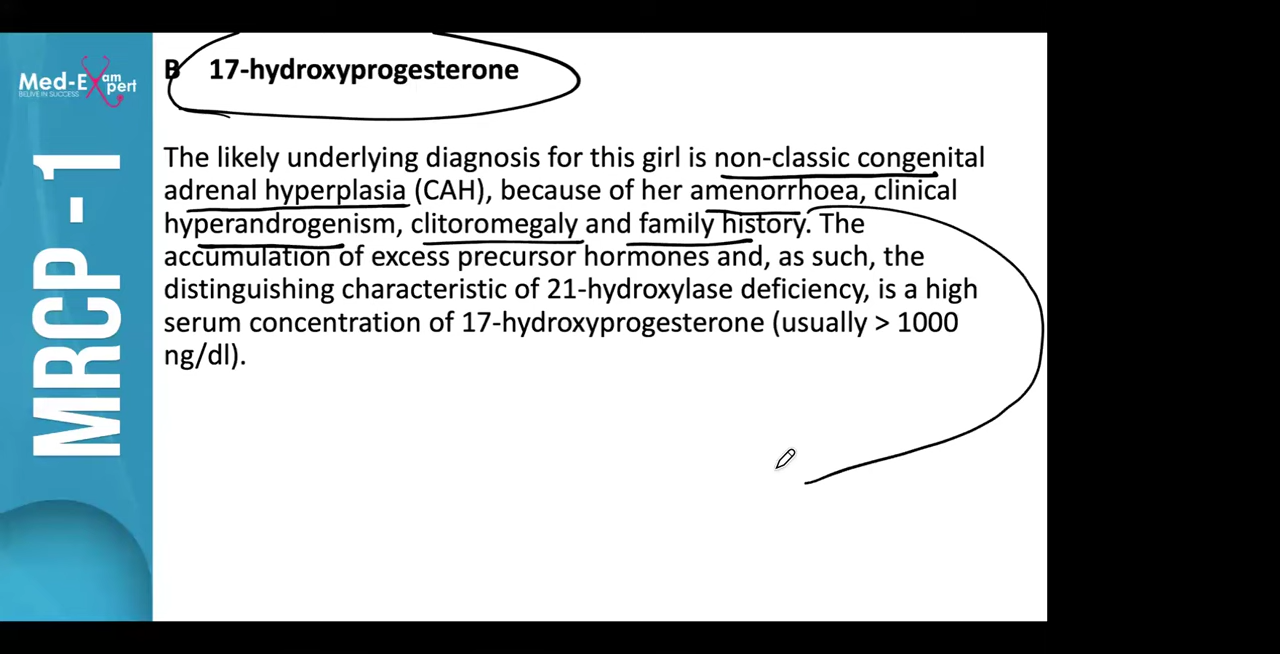 B 17-hydroxyprogesterone
Med-Exam
Expert
BELIVE IN SUCCESS
MRCP - 1
The likely underlying diagnosis for this girl is non-classic congenital
adrenal hyperplasia (CAH), because of her amenorrhoea, clinical
hyperandrogenism, clitoromegaly and family history. The
accumulation of excess precursor hormones and, as such, the
distinguishing characteristic of 21-hydroxylase deficiency, is a high
serum concentration of 17-hydroxyprogesterone (usually > 1000
ng/dl).